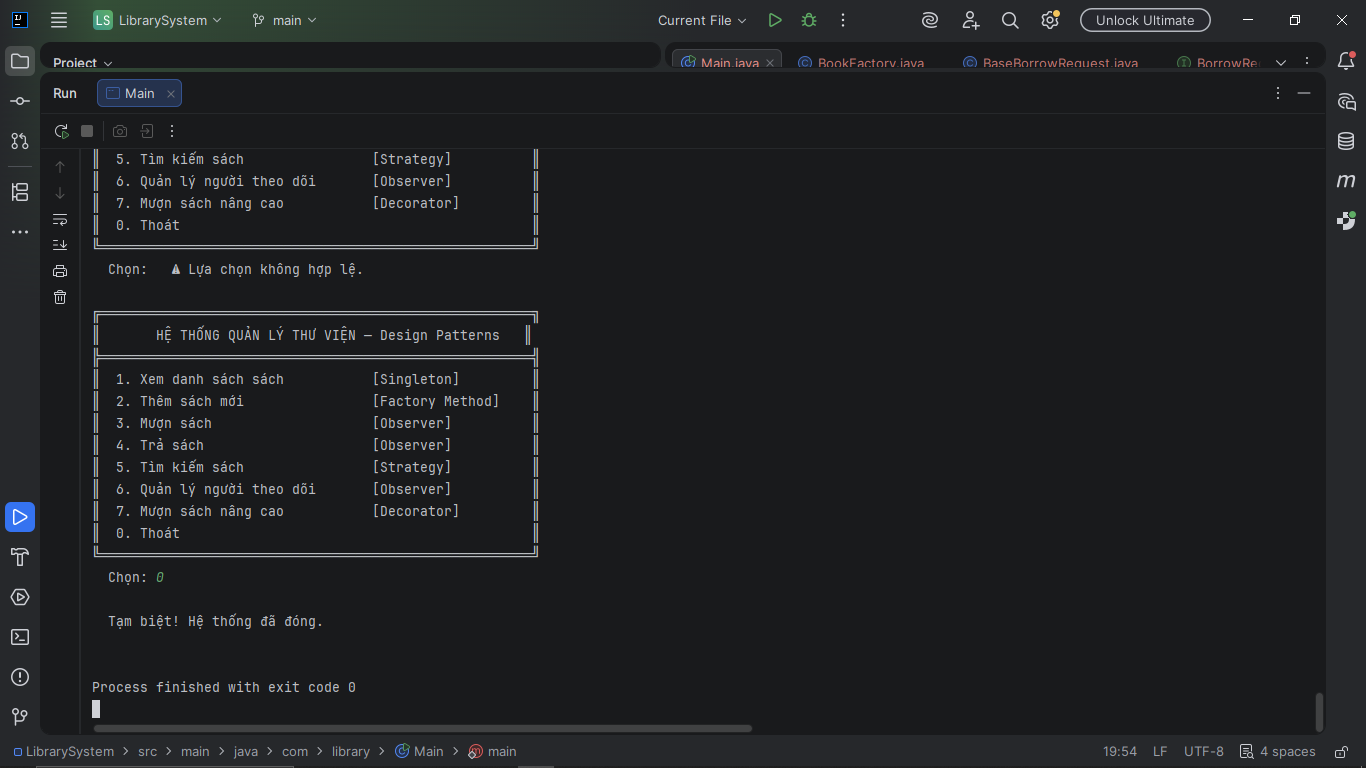 LS LibrarySystem main Current File Unlock Ultimate
Project Main.java BookFactory.java BaseBorrowRequest.java BorrowRe
Run Main
5. Tìm kiếm sách [Strategy]
6. Quản lý người theo dõi [Observer]
7. Mượn sách nâng cao [Decorator]
0. Thoát
Chọn: ⚠ Lựa chọn không hợp lệ.
HỆ THỐNG QUẢN LÝ THƯ VIỆN — Design Patterns
1. Xem danh sách sách [Singleton]
2. Thêm sách mới [Factory Method]
3. Mượn sách [Observer]
4. Trả sách [Observer]
5. Tìm kiếm sách [Strategy]
6. Quản lý người theo dõi [Observer]
7. Mượn sách nâng cao [Decorator]
0. Thoát
Chọn: 0
Tạm biệt! Hệ thống đã đóng.
Process finished with exit code 0
LibrarySystem > src > main > java > com > library > Main > main 19:54 LF UTF-8 4 spaces